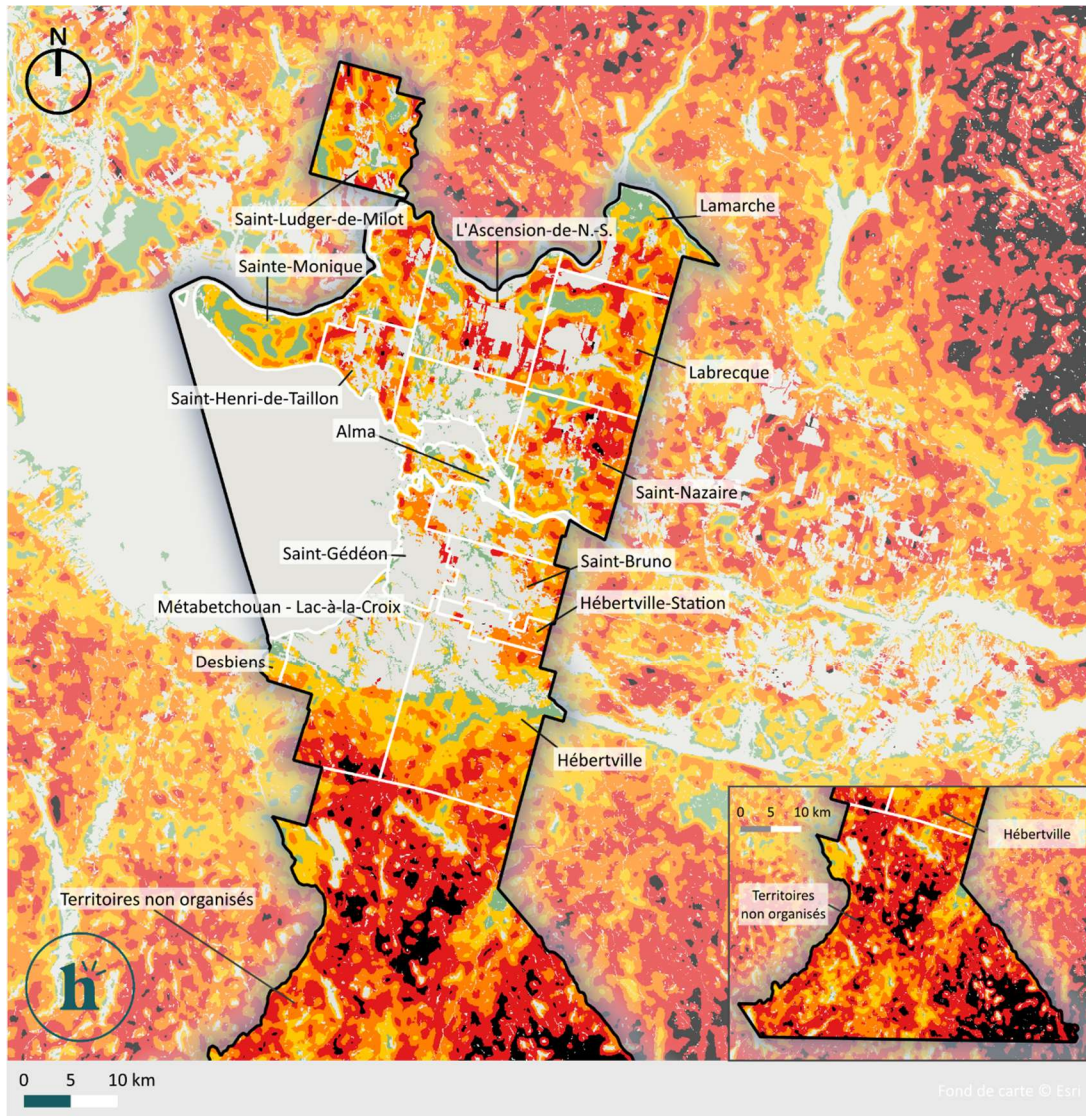 N
Saint-Ludger-de-Milot
Lamarche
L'Ascension-de-N.-S.
Sainte-Monique
Labrecque
Saint-Henri-de-Taillon
Alma
Saint-Nazaire
Saint-Gédéon
Saint-Bruno
Métabetchouan - Lac-à-la-Croix
Hébertville-Station
Desbiens
Hébertville
0 5 10 km
Hébertville
Territoires non organisés
Territoires
non organisés
h
0 5 10 km
Fond de carte © Esri